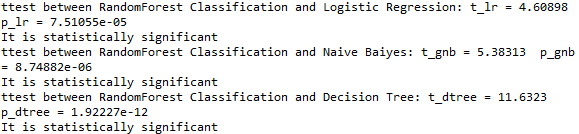 ttest between RandomForest Classification and Logistic Regression: t_lr = 4.60898
p_lr = 7.51055e-05
It is statistically significant
ttest between RandomForest Classification and Naive Baiyes: t_gnb = 5.38313  p_gnb
= 8.74882e-06
It is statistically significant
ttest between RandomForest Classification and Decision Tree: t_dtree = 11.6323
p_dtree = 1.92227e-12
It is statistically significant